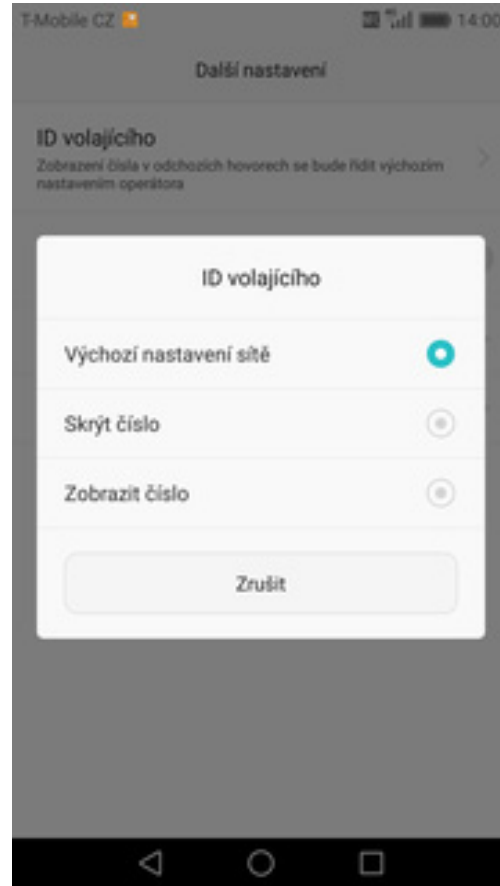 T-Mobile CZ
14:00
Další nastavení
ID volajícího
Zobrazení čísla v odchozích hovorech se bude řídit výchozím
nastavením operátora
ID volajícího
Výchozí nastavení sítě
Skrýt číslo
Zobrazit číslo
Zrušit